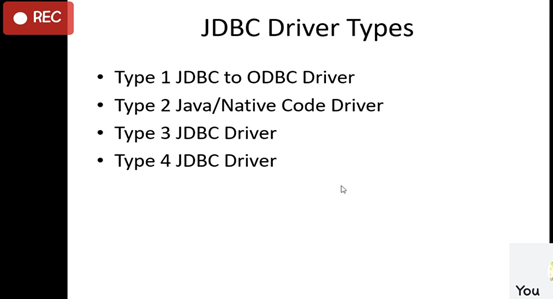 REC
JDBC Driver Types
• Type 1 JDBC to ODBC Driver
• Type 2 Java/Native Code Driver
• Type 3 JDBC Driver
• Type 4 JDBC Driver
You